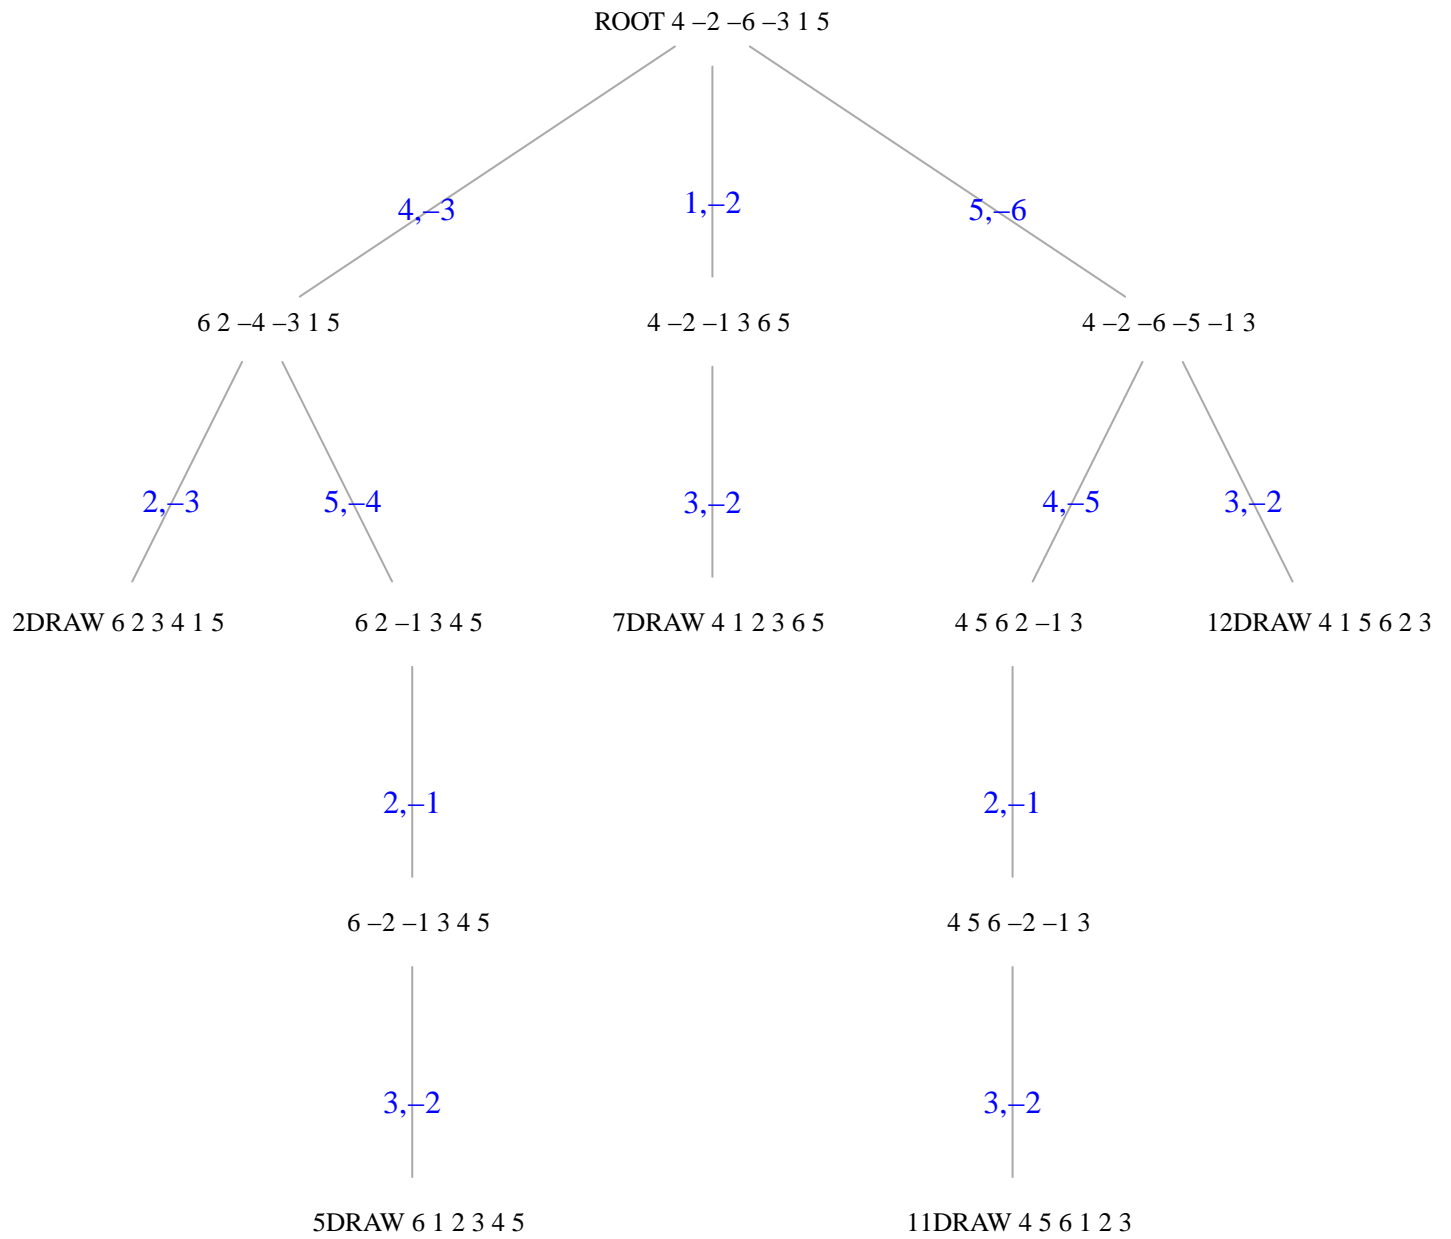 ROOT 4 –2 –6 –3 1 5
4,–3
1,–2
5,–6
6 2 –4 –3 1 5
4 –2 –1 3 6 5
4 –2 –6 –5 –1 3
2,–3
5,–4
3,–2
4,–5
3,–2
2DRAW 6 2 3 4 1 5
6 2 –1 3 4 5
7DRAW 4 1 2 3 6 5
4 5 6 2 –1 3
12DRAW 4 1 5 6 2 3
2,–1
2,–1
6 –2 –1 3 4 5
4 5 6 –2 –1 3
3,–2
3,–2
5DRAW 6 1 2 3 4 5
11DRAW 4 5 6 1 2 3